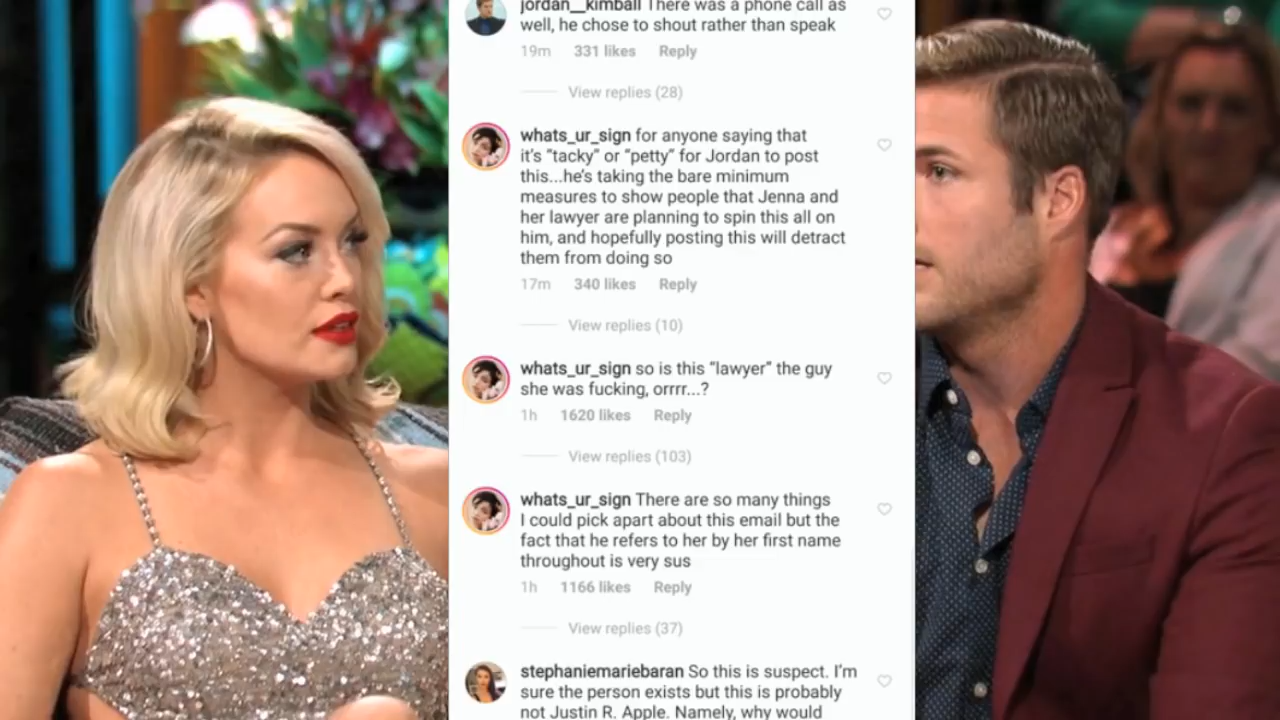 jordan__kimball There was a phone call as
well, he chose to shout rather than speak
19m 331 likes Reply
View replies (28)
whats_ur_sign for anyone saying that
it's "tacky" or "petty" for Jordan to post
this...he's taking the bare minimum
measures to show people that Jenna and
her lawyer are planning to spin this all on
him, and hopefully posting this will detract
them from doing so
17m 340 likes Reply
View replies (10)
whats_ur_sign so is this "lawyer" the guy
she was fucking, orrrr...?
1h 1620 likes Reply
View replies (103)
whats_ur_sign There are so many things
I could pick apart about this email but the
fact that he refers to her by her first name
throughout is very sus
1h 1166 likes Reply
View replies (37)
stephaniemariebaran So this is suspect. I'm
sure the person exists but this is probably
not Justin R. Apple. Namely, why would